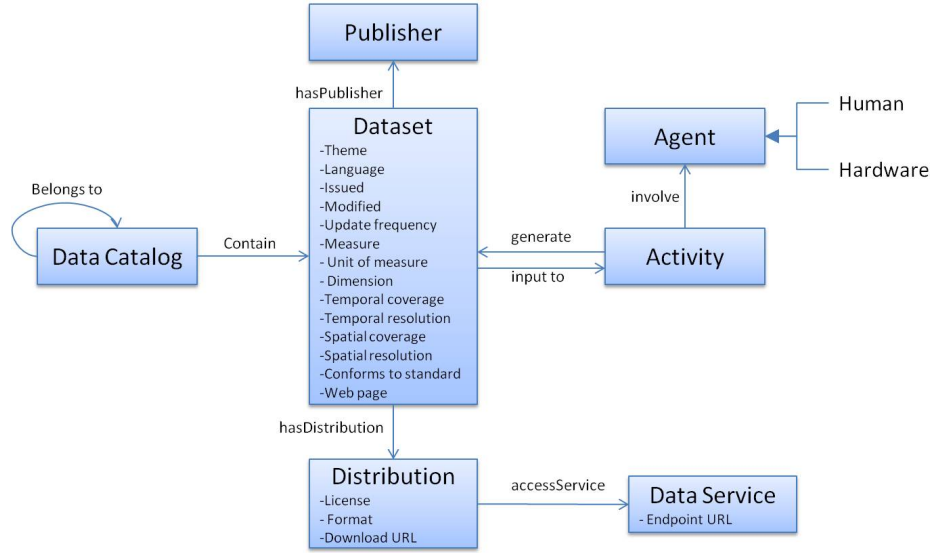 Publisher
hasPublisher
Dataset
-Theme
-Language
-Issued
-Modified
-Update frequency
-Measure
- Unit of measure
- Dimension
-Temporal coverage
-Temporal resolution
-Spatial coverage
-Spatial resolution
-Conforms to standard
-Web page
Belongs to
Data Catalog
Contain
Agent
Human
Hardware
involve
generate
input to
Activity
hasDistribution
Distribution
-License
- Format
-Download URL
accessService
Data Service
- Endpoint URL